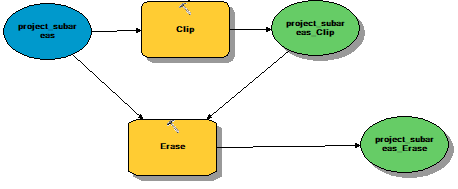 project_subar
eas
Clip
project_subar
eas_Clip
Erase
project_subar
eas_Erase